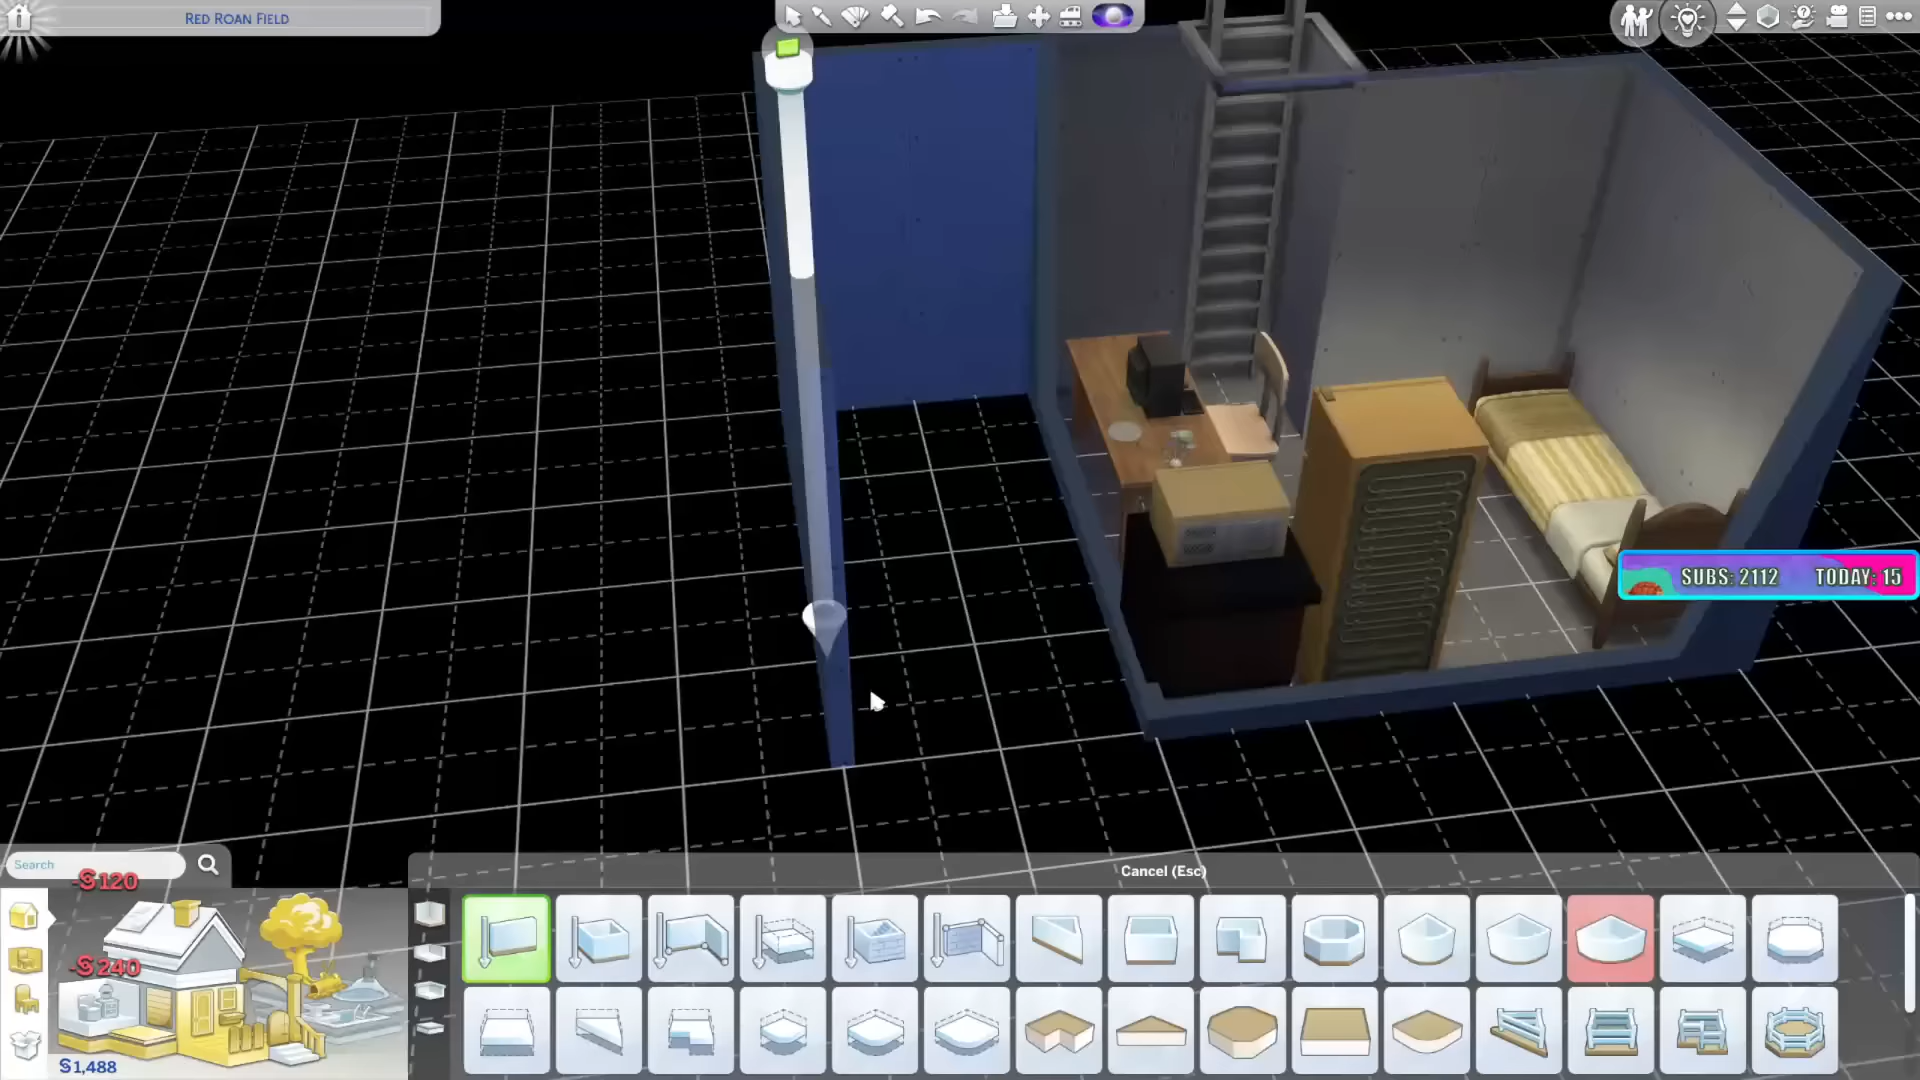 RED ROAN FIELD
SUBS: 2112 TODAY: 15
Search
-§120
Cancel (Esc)
-§240
§1,488